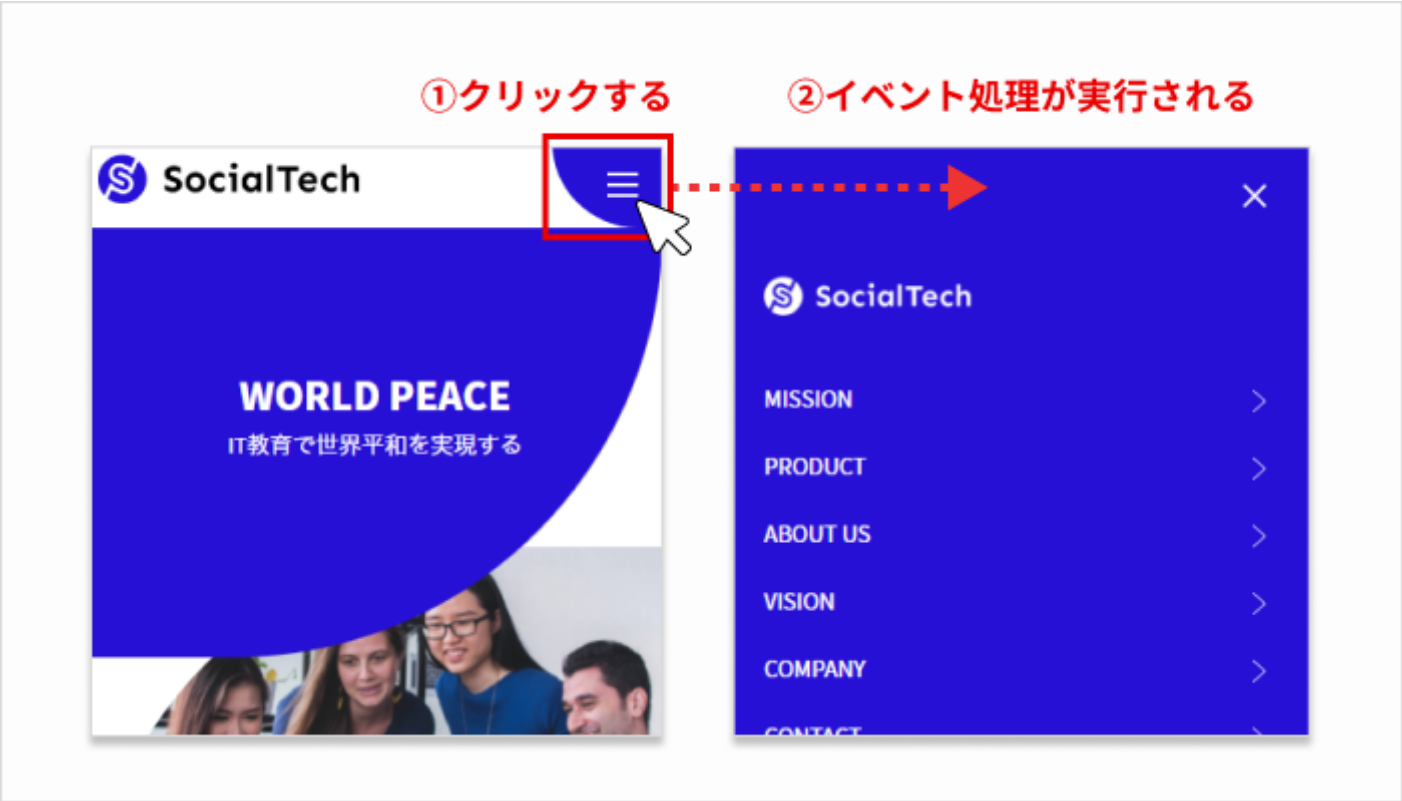 ①クリックする
②イベント処理が実行される
SocialTech
WORLD PEACE
IT教育で世界平和を実現する
SocialTech
MISSION
PRODUCT
ABOUT US
VISION
COMPANY
CONTACT